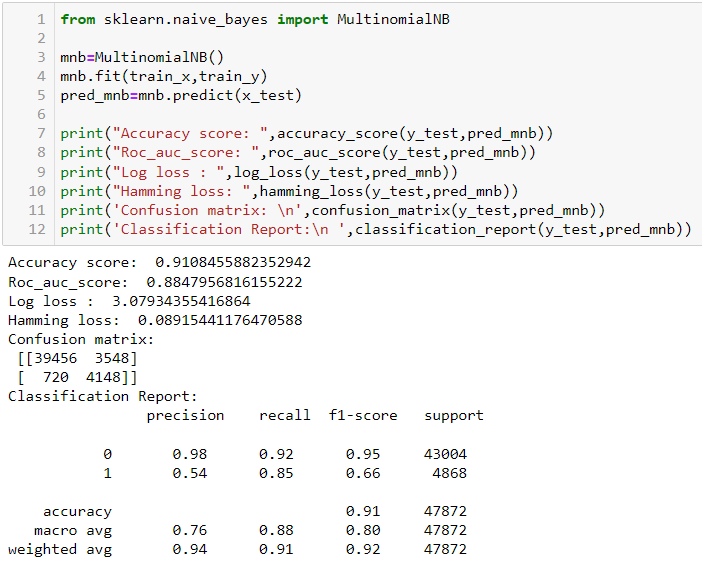 1 from sklearn.naive_bayes import MultinomialNB
2
3 mnb=MultinomialNB()
4 mnb.fit(train_x,train_y)
5 pred_mnb=mnb.predict(x_test)
6
7 print("Accuracy score: ",accuracy_score(y_test,pred_mnb))
8 print("Roc_auc_score: ",roc_auc_score(y_test,pred_mnb))
9 print("Log loss : ",log_loss(y_test,pred_mnb))
10 print("Hamming loss: ",hamming_loss(y_test,pred_mnb))
11 print('Confusion matrix: \n',confusion_matrix(y_test,pred_mnb))
12 print('Classification Report:\n ',classification_report(y_test,pred_mnb))
Accuracy score:  0.9108455882352942
Roc_auc_score:  0.8847956816155222
Log loss :  3.07934355416864
Hamming loss:  0.08915441176470588
Confusion matrix:
 [[39456  3548]
 [  720  4148]]
Classification Report:
                precision    recall  f1-score   support

           0       0.98      0.92      0.95     43004
           1       0.54      0.85      0.66      4868

    accuracy                           0.91     47872
   macro avg       0.76      0.88      0.80     47872
weighted avg       0.94      0.91      0.92     47872